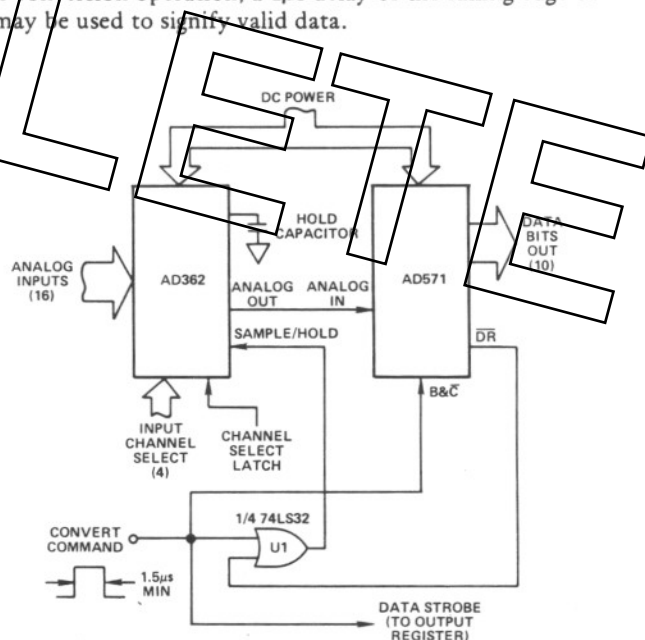 may be used to signify valid data.
LETE
DC POWER
HOLD
CAPACITOR
DATA
BITS
OUT
(10)
ANALOG
INPUTS
(16)
AD362
AD571
ANALOG
OUT
ANALOG
IN
SAMPLE/HOLD
DR
B&C
INPUT
CHANNEL
SELECT
(4)
CHANNEL
SELECT
LATCH
1/4 74LS32
CONVERT
COMMAND
U1
1.5µs
MIN
DATA STROBE
(TO OUTPUT
REGISTER)